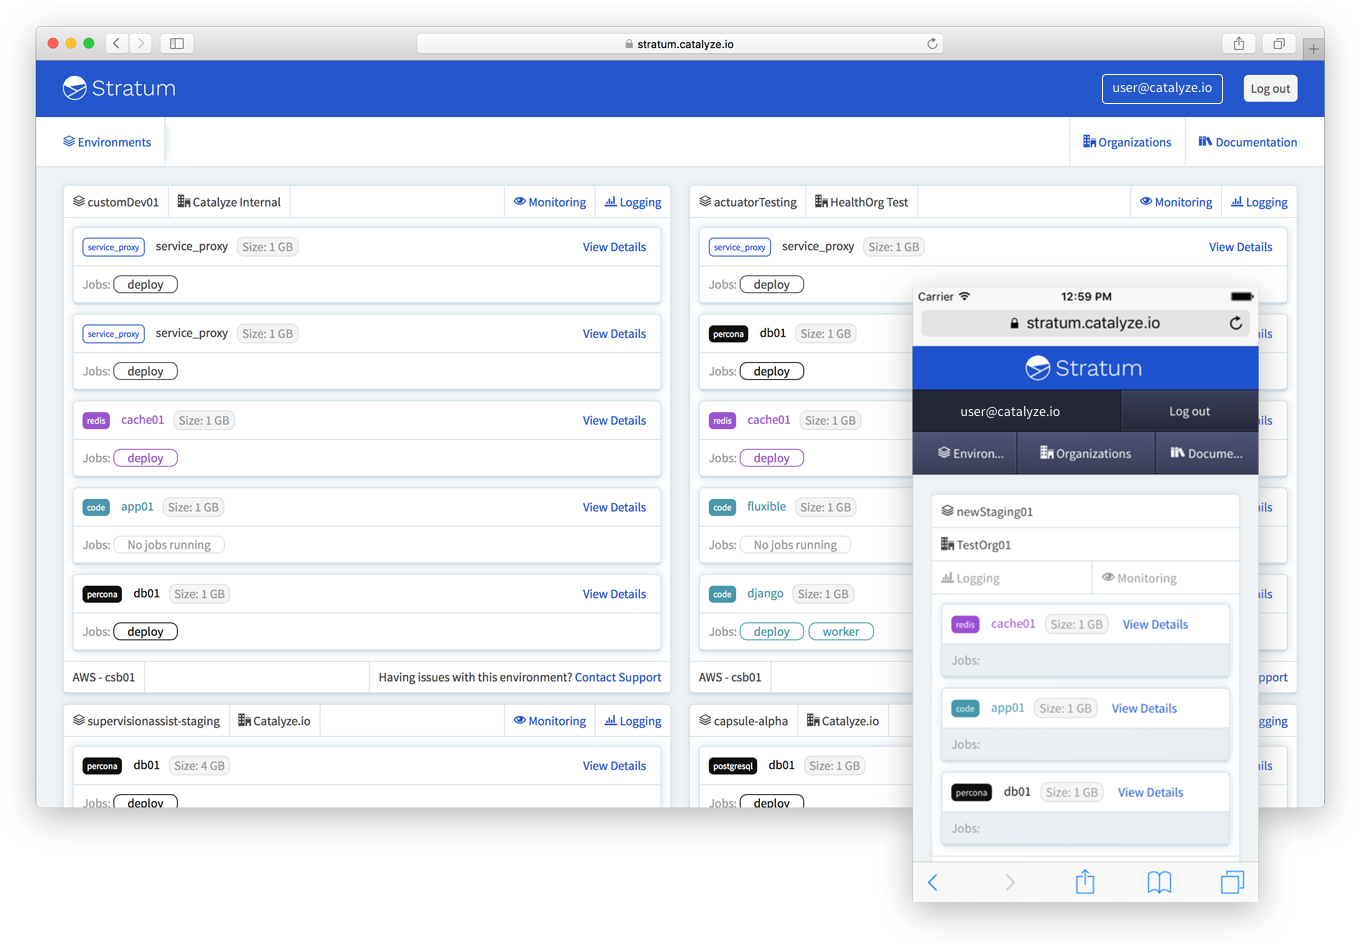 stratum.catalyze.io
Stratum
user@catalyze.io
Log out
Environments
Organizations
Documentation
customDev01
Catalyze Internal
Monitoring
Logging
service_proxy service_proxy Size: 1 GB View Details
Jobs: deploy
service_proxy service_proxy Size: 1 GB View Details
Jobs: deploy
redis cache01 Size: 1 GB View Details
Jobs: deploy
code app01 Size: 1 GB View Details
Jobs: No jobs running
percona db01 Size: 1 GB View Details
Jobs: deploy
AWS - csb01
Having issues with this environment? Contact Support
supervisionassist-staging
Catalyze.io
Monitoring
Logging
percona db01 Size: 4 GB View Details
Jobs: deploy
actuatorTesting
HealthOrg Test
Monitoring
Logging
service_proxy service_proxy Size: 1 GB View Details
Jobs: deploy
percona db01 Size: 1 GB ils
Jobs: deploy
redis cache01 Size: 1 GB ils
Jobs: deploy
code fluxible Size: 1 GB ils
Jobs: No jobs running
code django Size: 1 GB ils
Jobs: deploy worker
AWS - csb01
pport
capsule-alpha
Catalyze.io
gging
postgresql db01 Size: 1 GB ils
Jobs: deploy
Carrier 12:59 PM
stratum.catalyze.io
Stratum
user@catalyze.io
Log out
Environ...
Organizations
Docume...
newStaging01
TestOrg01
Logging
Monitoring
redis cache01 Size: 1 GB View Details
Jobs:
code app01 Size: 1 GB View Details
Jobs:
percona db01 Size: 1 GB View Details
Jobs: